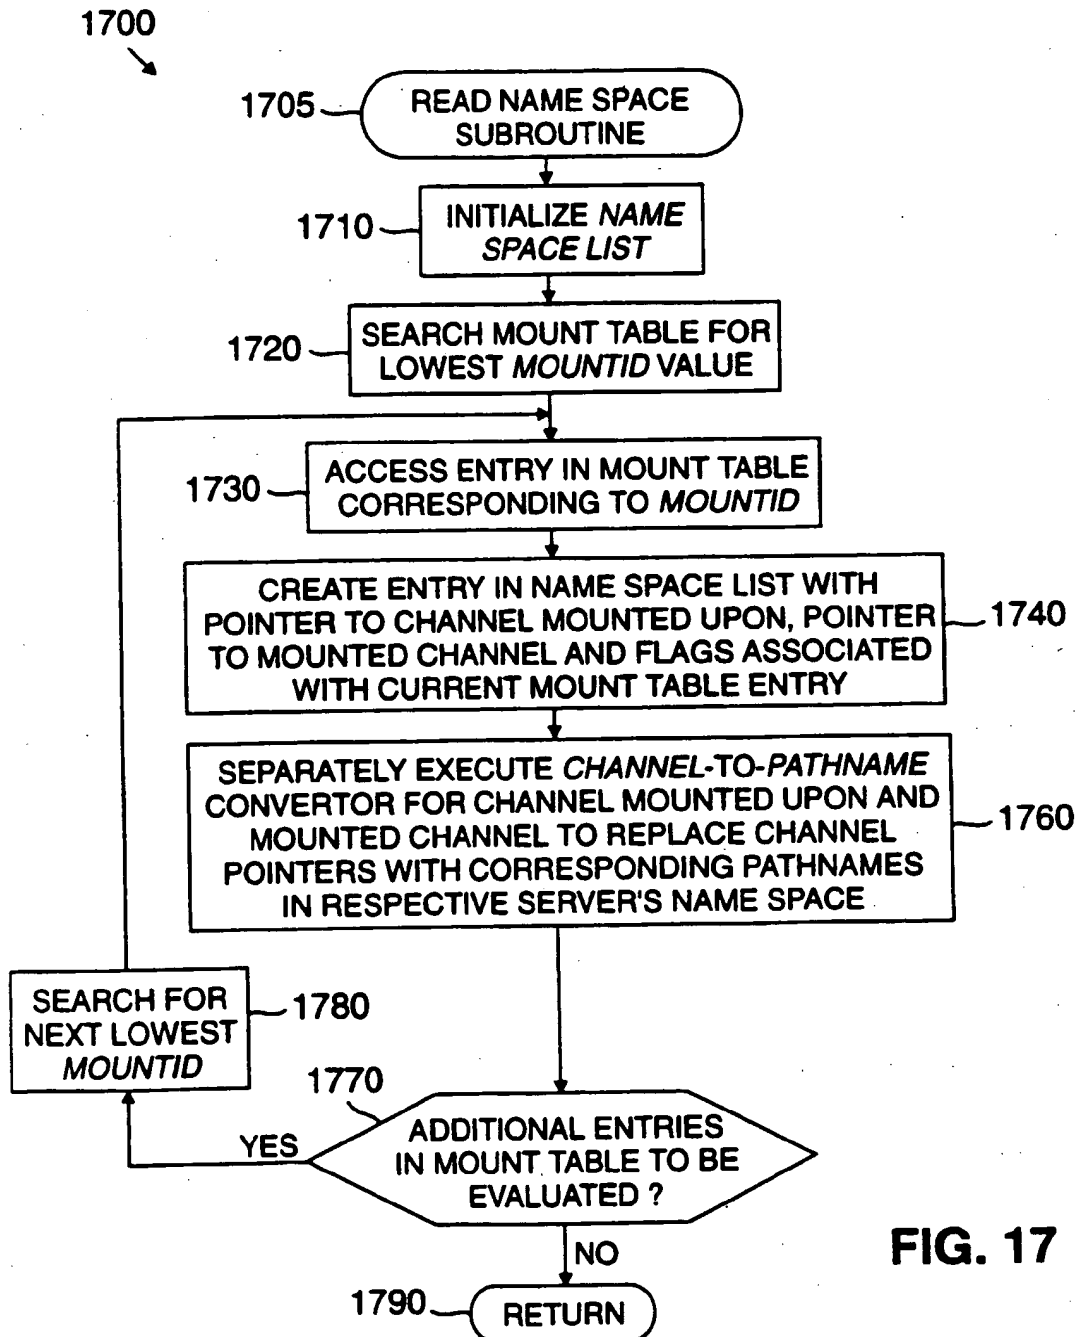 1700
1705
READ NAME SPACE
SUBROUTINE
1710
INITIALIZE NAME
SPACE LIST
1720
SEARCH MOUNT TABLE FOR
LOWEST MOUNTID VALUE
1730
ACCESS ENTRY IN MOUNT TABLE
CORRESPONDING TO MOUNTID
CREATE ENTRY IN NAME SPACE LIST WITH
POINTER TO CHANNEL MOUNTED UPON, POINTER
TO MOUNTED CHANNEL AND FLAGS ASSOCIATED
WITH CURRENT MOUNT TABLE ENTRY
1740
SEPARATELY EXECUTE CHANNEL-TO-PATHNAME
CONVERTOR FOR CHANNEL MOUNTED UPON AND
MOUNTED CHANNEL TO REPLACE CHANNEL
POINTERS WITH CORRESPONDING PATHNAMES
IN RESPECTIVE SERVER'S NAME SPACE
1760
SEARCH FOR
NEXT LOWEST
MOUNTID
1780
1770
ADDITIONAL ENTRIES
IN MOUNT TABLE TO BE
EVALUATED ?
YES
NO
1790
RETURN
FIG. 17